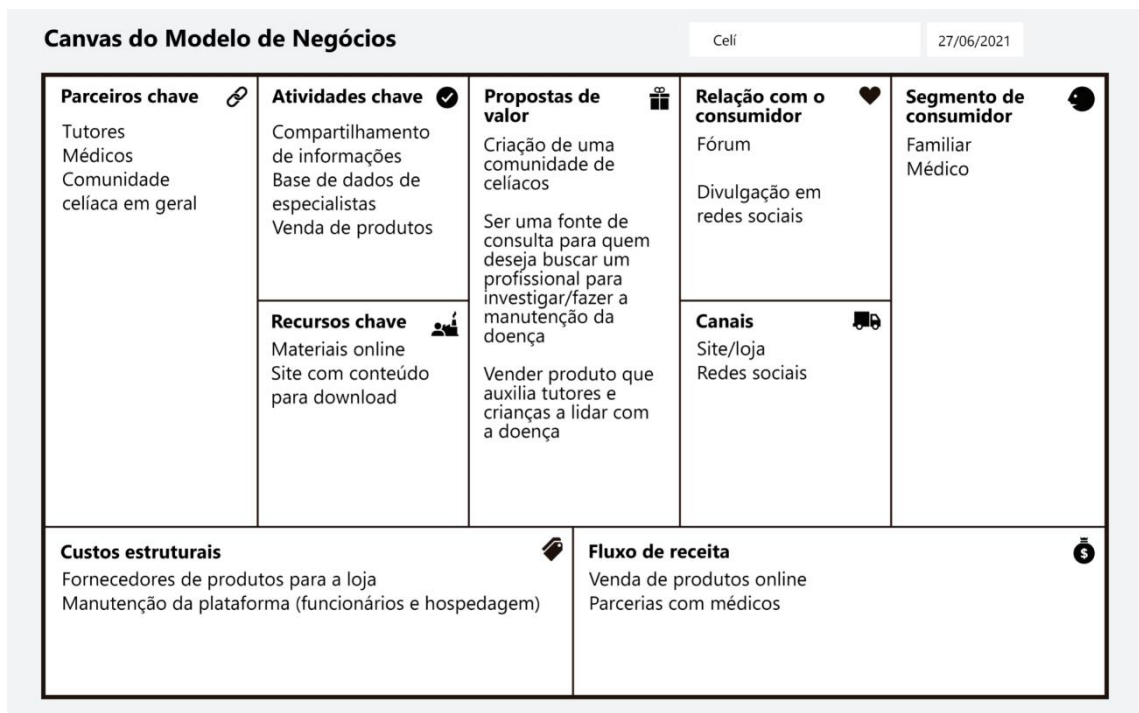 Canvas do Modelo de Negócios
Celí
27/06/2021
Parceiros chave
Tutores
Médicos
Comunidade
celíaca em geral
Atividades chave
Compartilhamento
de informações
Base de dados de
especialistas
Venda de produtos
Recursos chave
Materiais online
Site com conteúdo
para download
Propostas de
valor
Criação de uma
comunidade de
celíacos
Ser uma fonte de
consulta para quem
deseja buscar um
profissional para
investigar/fazer a
manutenção da
doença
Vender produto que
auxilia tutores e
crianças a lidar com
a doença
Relação com o
consumidor
Fórum
Divulgação em
redes sociais
Canais
Site/loja
Redes sociais
Segmento de
consumidor
Familiar
Médico
Custos estruturais
Fornecedores de produtos para a loja
Manutenção da plataforma (funcionários e hospedagem)
Fluxo de receita
Venda de produtos online
Parcerias com médicos